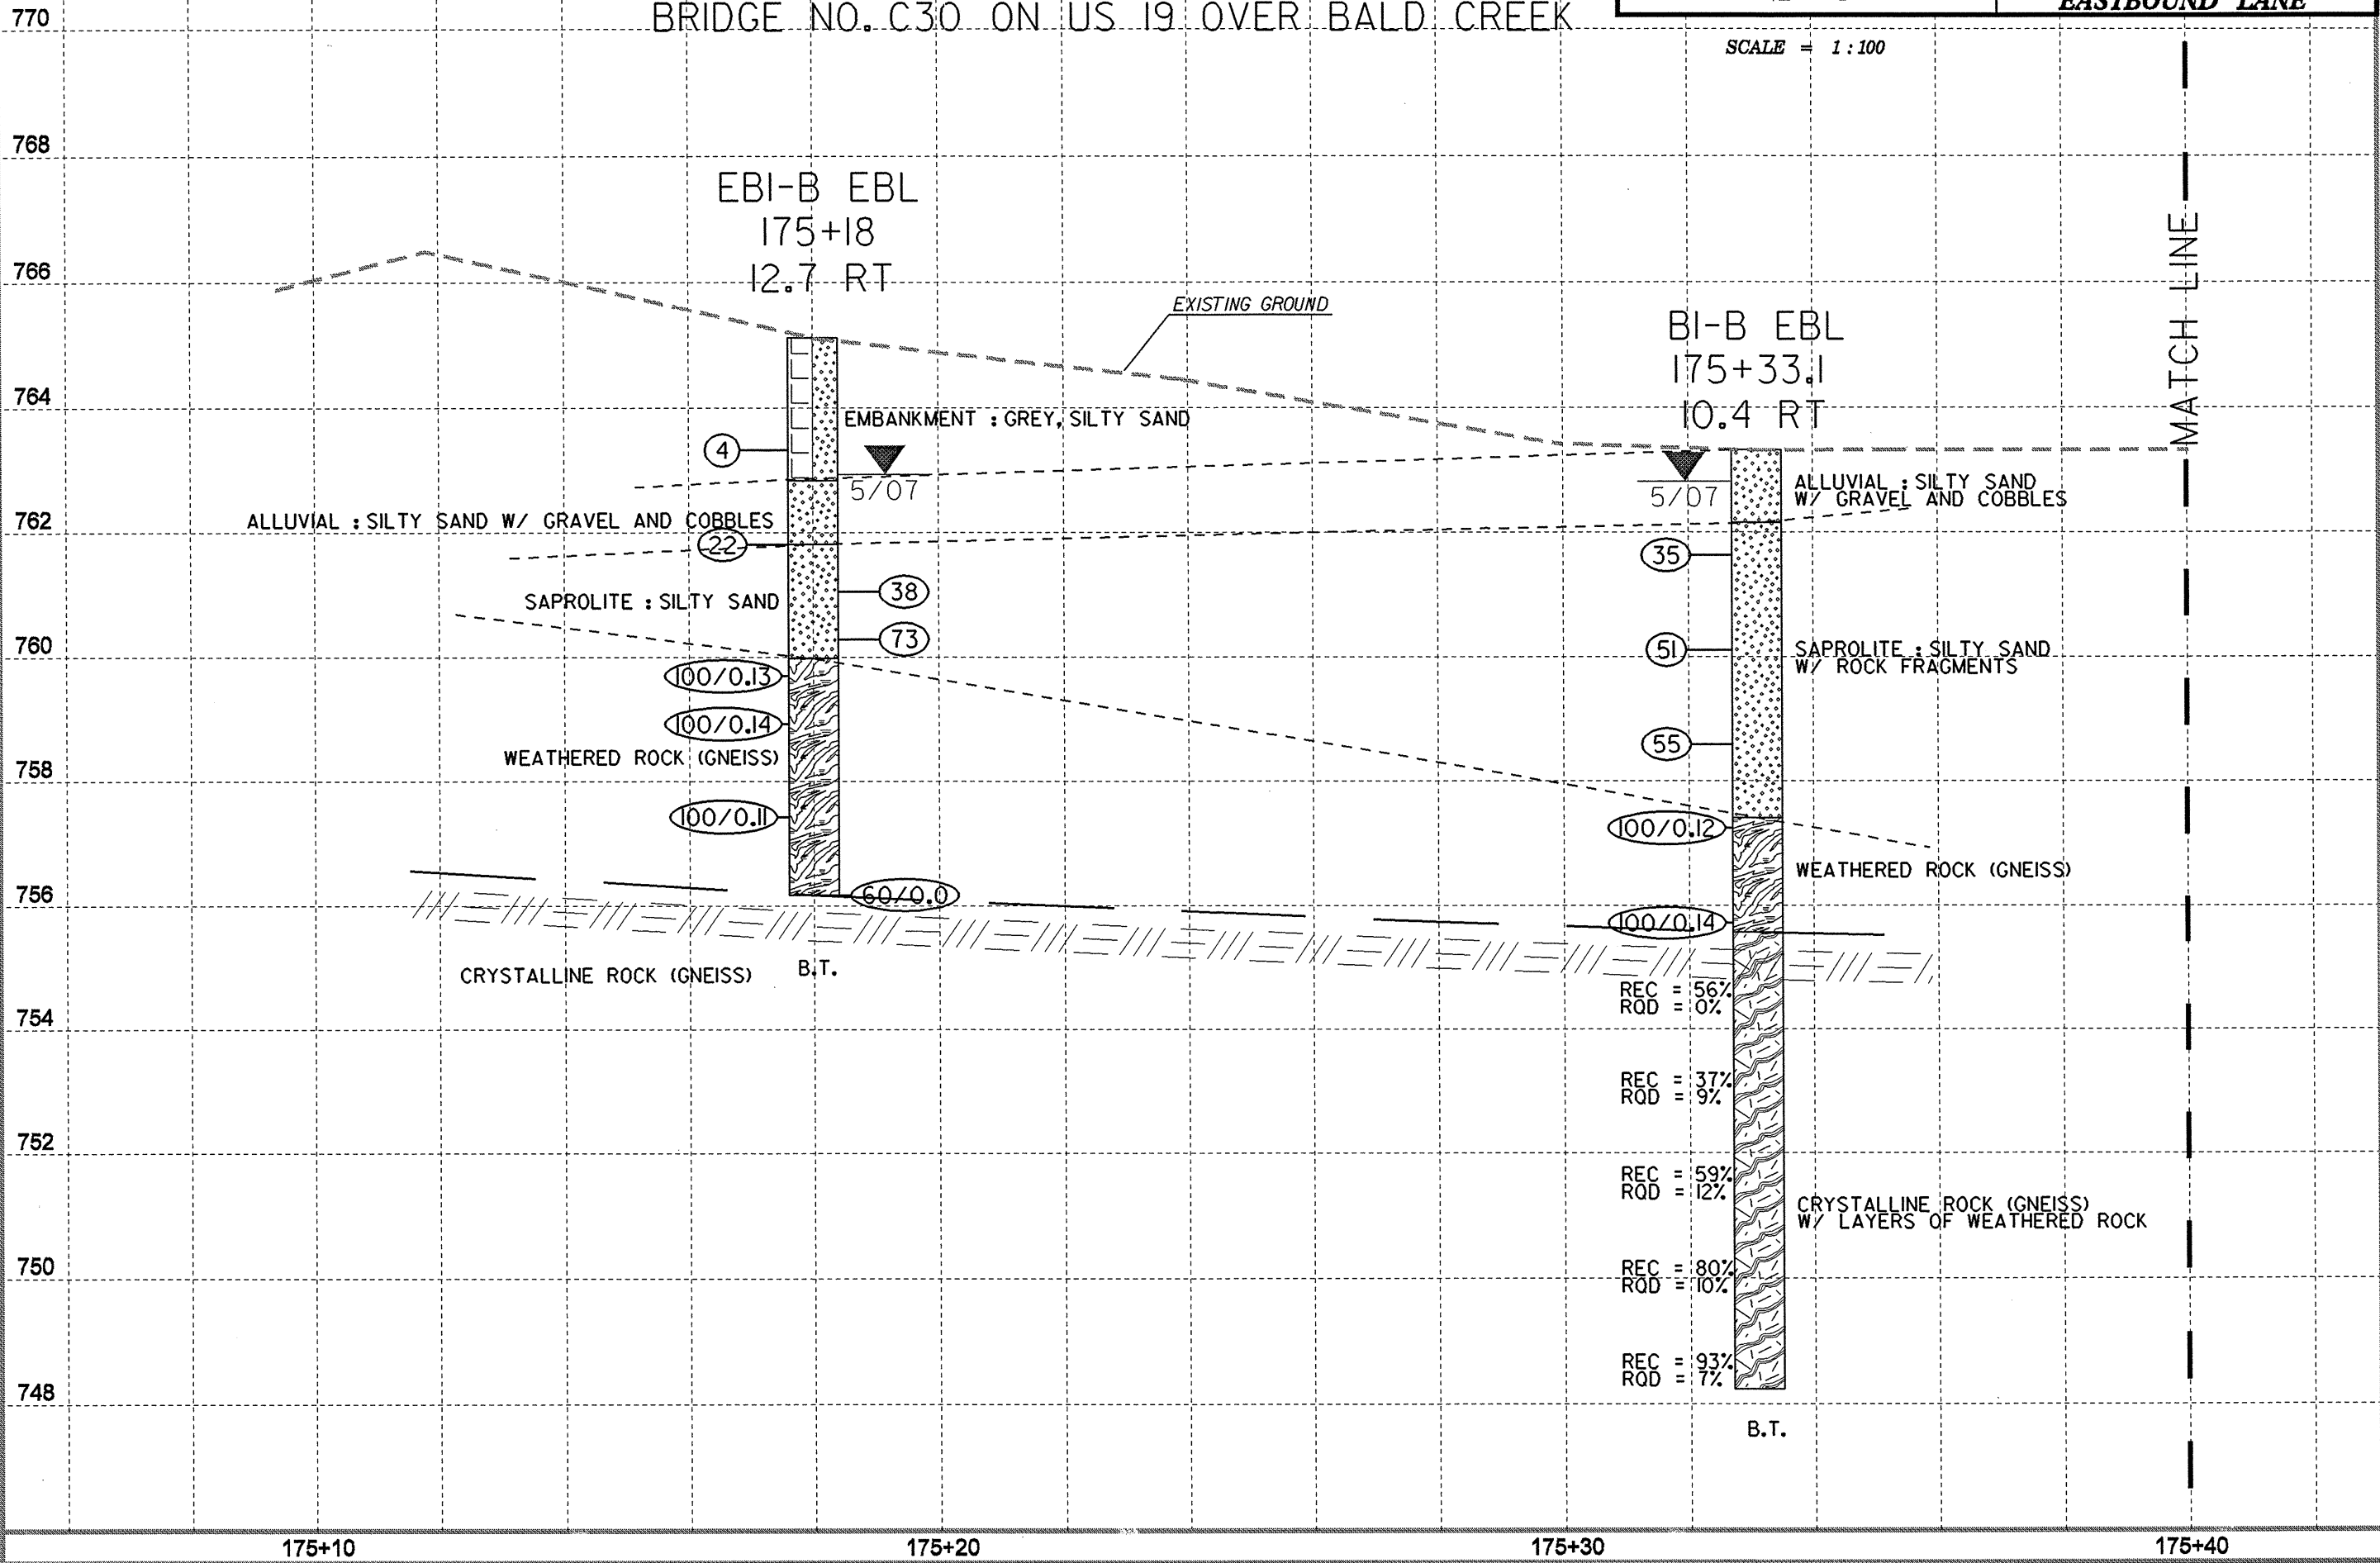 BRIDGE NO. C30 ON US 19 OVER BALD CREEK
EASTBOUND LANE
SCALE = 1:100
770
768
766
764
762
760
758
756
754
752
750
748
EB1-B EBL
175+18
12.7 RT
EXISTING GROUND
B1-B EBL
175+33.1
10.4 RT
MATCH LINE
EMBANKMENT : GREY, SILTY SAND
4
5/07
ALLUVIAL : SILTY SAND W/ GRAVEL AND COBBLES
22
38
SAPROLITE : SILTY SAND
73
100/0.13
100/0.14
WEATHERED ROCK (GNEISS)
100/0.11
60/0.0
CRYSTALLINE ROCK (GNEISS)
B.T.
5/07
ALLUVIAL : SILTY SAND
W/ GRAVEL AND COBBLES
35
51
SAPROLITE : SILTY SAND
W/ ROCK FRAGMENTS
55
100/0.12
WEATHERED ROCK (GNEISS)
100/0.14
REC = 56%
RQD = 0%
REC = 37%
RQD = 9%
REC = 59%
RQD = 12%
CRYSTALLINE ROCK (GNEISS)
W/ LAYERS OF WEATHERED ROCK
REC = 80%
RQD = 10%
REC = 93%
RQD = 7%
B.T.
175+10
175+20
175+30
175+40